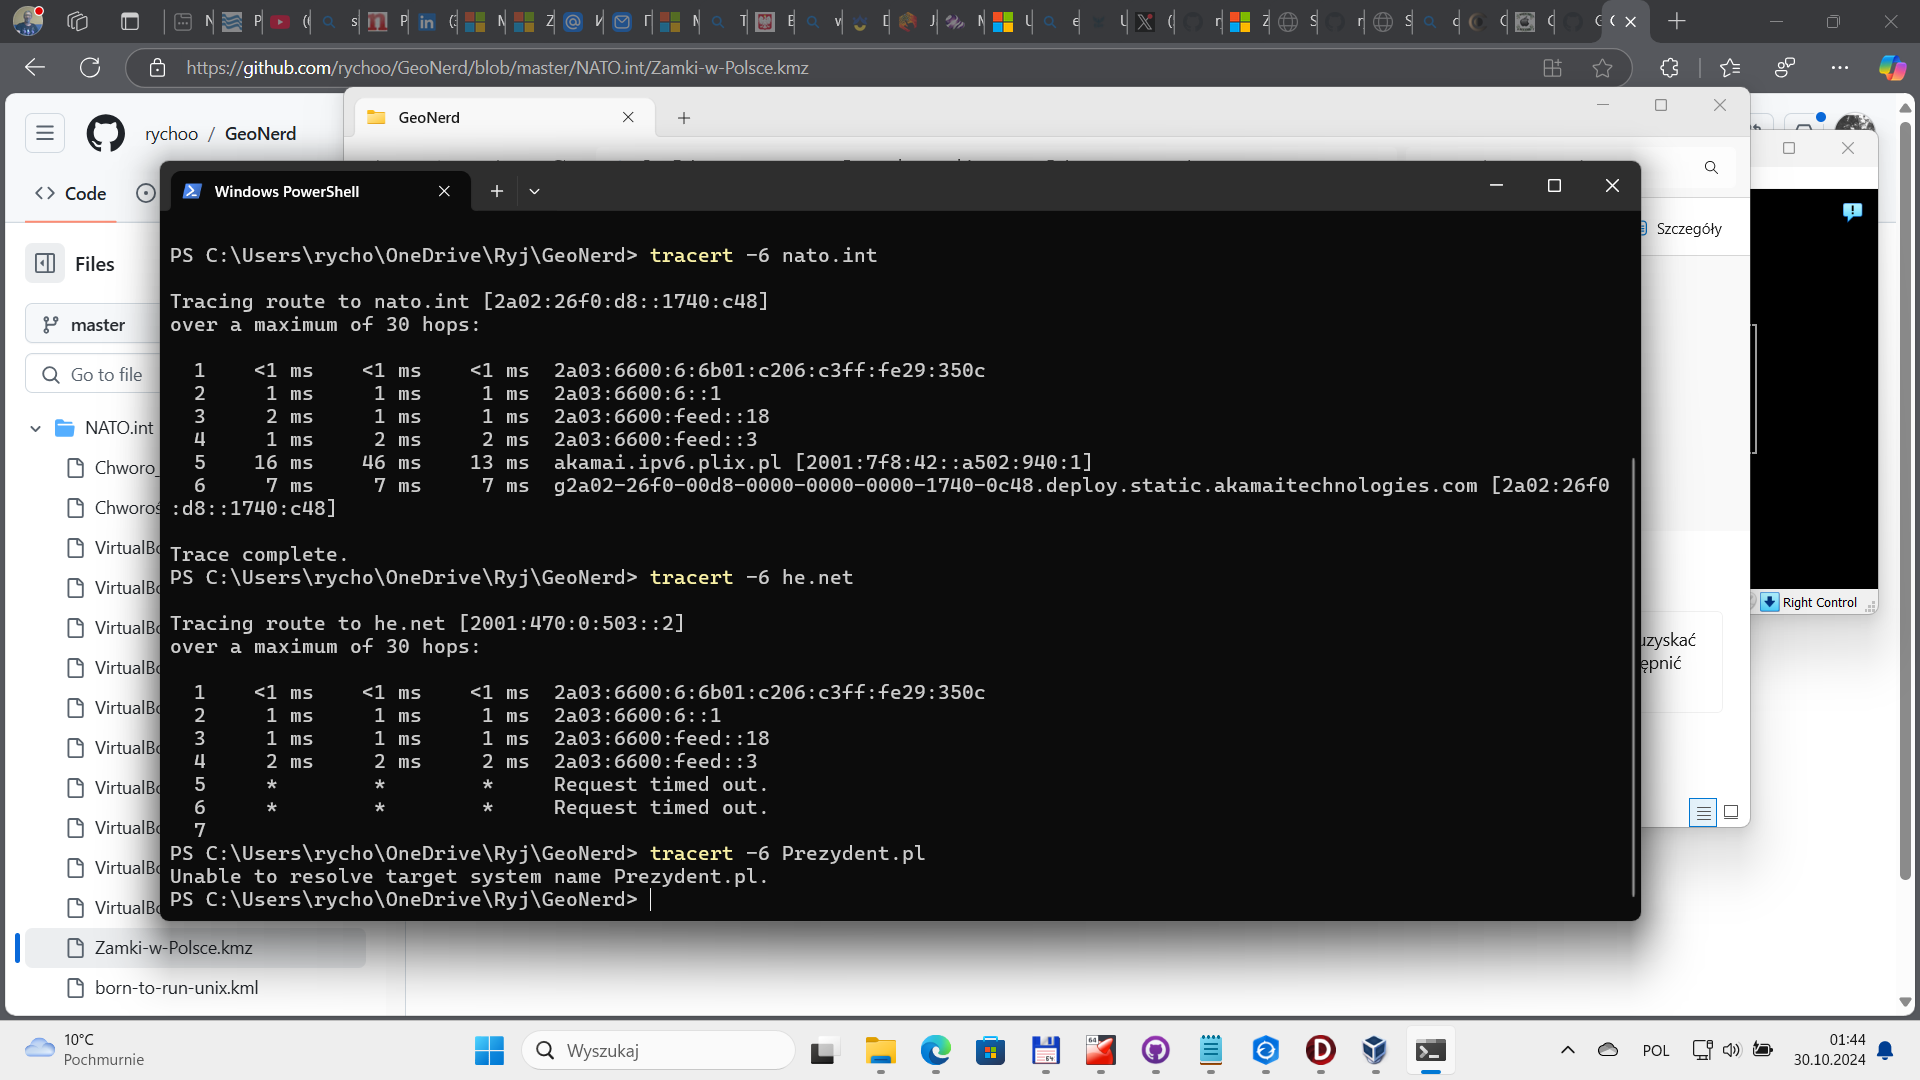 https://github.com/rychoo/GeoNerd/blob/master/NATO.int/Zamki-w-Polsce.kmz
rychoo / GeoNerd
GeoNerd
Code
Windows PowerShell
Szczegóły
Files
master
Go to file
NATO.int
Chworo_
Zamki-w-Polsce.kmz
born-to-run-unix.kml
PS C:\Users\rycho\OneDrive\Ryj\GeoNerd> tracert -6 nato.int
Tracing route to nato.int [2a02:26f0:d8::1740:c48]
over a maximum of 30 hops:
1 <1 ms <1 ms <1 ms 2a03:6600:6:6b01:c206:c3ff:fe29:350c
2 1 ms 1 ms 1 ms 2a03:6600:6::1
3 2 ms 1 ms 1 ms 2a03:6600:feed::18
4 1 ms 2 ms 2 ms 2a03:6600:feed::3
5 16 ms 46 ms 13 ms akamai.ipv6.plix.pl [2001:7f8:42::a502:940:1]
6 7 ms 7 ms 7 ms g2a02-26f0-00d8-0000-0000-0000-1740-0c48.deploy.static.akamaitechnologies.com [2a02:26f0
:d8::1740:c48]
Trace complete.
PS C:\Users\rycho\OneDrive\Ryj\GeoNerd> tracert -6 he.net
Tracing route to he.net [2001:470:0:503::2]
over a maximum of 30 hops:
1 <1 ms <1 ms <1 ms 2a03:6600:6:6b01:c206:c3ff:fe29:350c
2 1 ms 1 ms 1 ms 2a03:6600:6::1
3 1 ms 1 ms 1 ms 2a03:6600:feed::18
4 2 ms 2 ms 2 ms 2a03:6600:feed::3
5 * * * Request timed out.
6 * * * Request timed out.
7
PS C:\Users\rycho\OneDrive\Ryj\GeoNerd> tracert -6 Prezydent.pl
Unable to resolve target system name Prezydent.pl.
PS C:\Users\rycho\OneDrive\Ryj\GeoNerd>
Right Control
uzyskać
ępnić
10°C
Pochmurnie
Wyszukaj
POL
01:44
30.10.2024